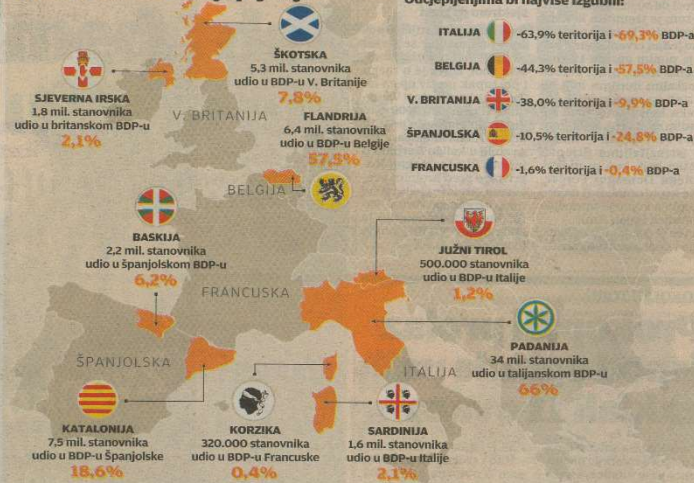 Odcjepljenjima bi najviše izgubili:
ITALIJA -63,9% teritorija i -69,3% BDP-a
BELGIJA -44,3% teritorija i -57,5% BDP-a
V. BRITANIJA -38,0% teritorija i -9,9% BDP-a
ŠPANJOLSKA -10,5% teritorija i -24,8% BDP-a
FRANCUSKA -1,6% teritorija i -0,4% BDP-a
ŠKOTSKA
5,3 mil. stanovnika
udio u BDP-u V. Britanije
7,8%
SJEVERNA IRSKA
1,8 mil. stanovnika
udio u britanskom BDP-u
2,1%
V. BRITANIJA
FLANDRIJA
6,4 mil. stanovnika
udio u BDP-u Belgije
57,5%
BELGIJA
BASKIJA
2,2 mil. stanovnika
udio u španjolskom BDP-u
6,2%
JUŽNI TIROL
500.000 stanovnika
udio u BDP-u Italije
1,2%
FRANCUSKA
PADANIJA
34 mil. stanovnika
udio u talijanskom BDP-u
66%
ŠPANJOLSKA
ITALIJA
KATALONIJA
7,5 mil. stanovnika
udio u BDP-u Španjolske
18,6%
KORZIKA
320.000 stanovnika
udio u BDP-u Francuske
0,4%
SARDINIJA
1,6 mil. stanovnika
udio u BDP-u Italije
2,1%